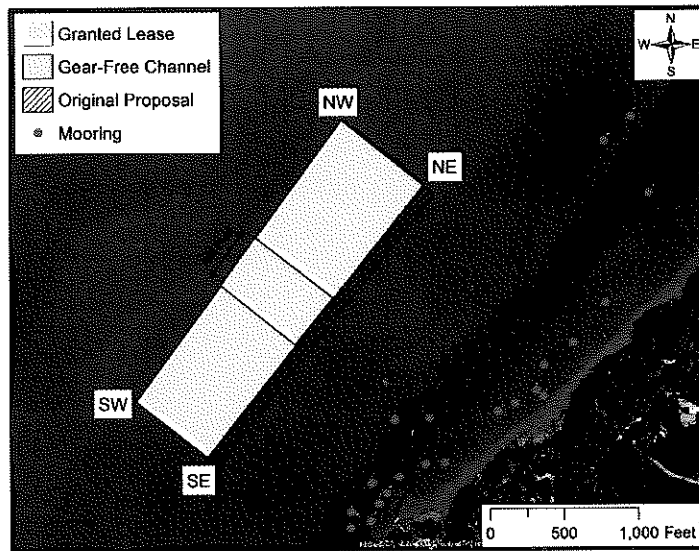 Granted Lease
Gear-Free Channel
Original Proposal
Mooring
N
W E
S
NW
NE
SW
SE
0 500 1,000 Feet